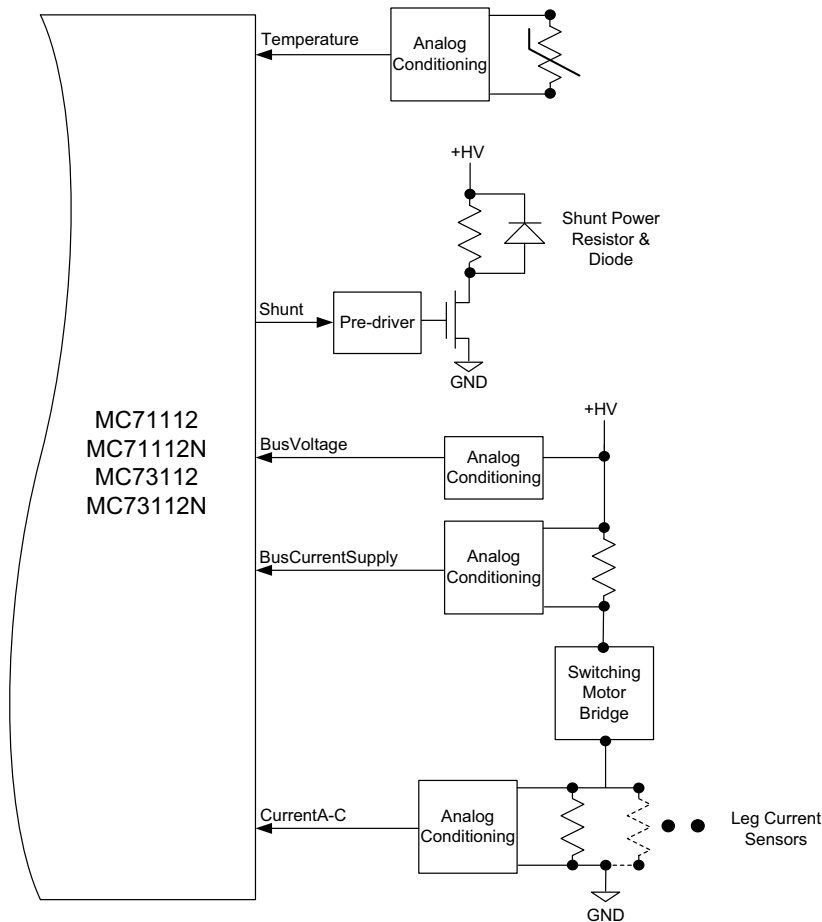 Temperature
Analog
Conditioning
+HV
Shunt Power
Resistor &
Diode
Shunt
Pre-driver
GND
MC71112
MC71112N
MC73112
MC73112N
+HV
BusVoltage
Analog
Conditioning
BusCurrentSupply
Analog
Conditioning
Switching
Motor
Bridge
CurrentA-C
Analog
Conditioning
Leg Current
Sensors
GND